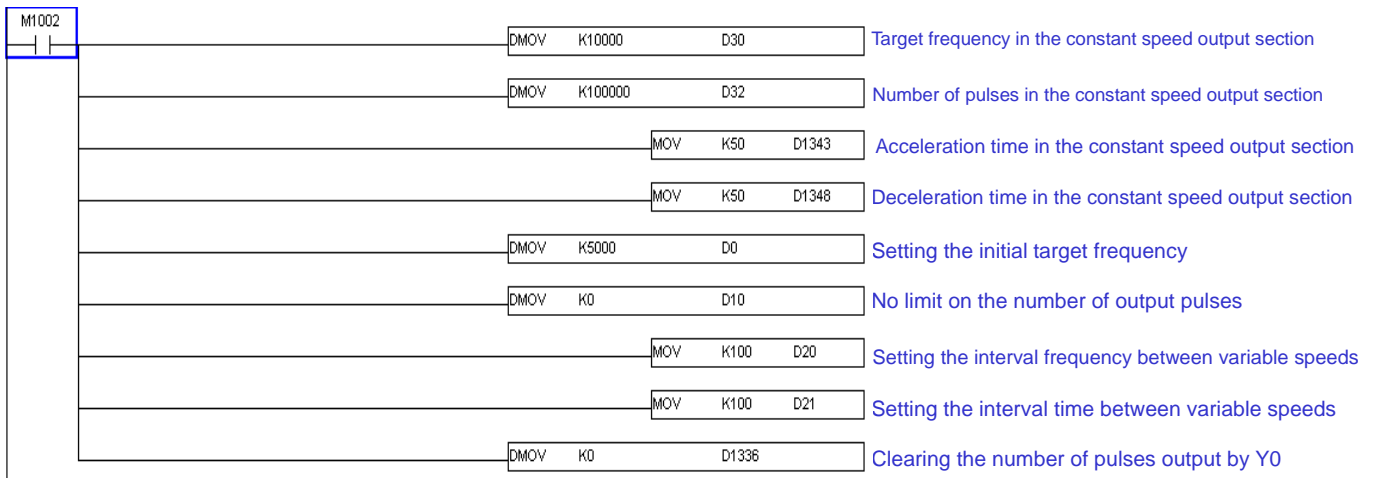 M1002
DMOV K10000 D30 Target frequency in the constant speed output section
DMOV K100000 D32 Number of pulses in the constant speed output section
MOV K50 D1343 Acceleration time in the constant speed output section
MOV K50 D1348 Deceleration time in the constant speed output section
DMOV K5000 D0 Setting the initial target frequency
DMOV K0 D10 No limit on the number of output pulses
MOV K100 D20 Setting the interval frequency between variable speeds
MOV K100 D21 Setting the interval time between variable speeds
DMOV K0 D1336 Clearing the number of pulses output by Y0